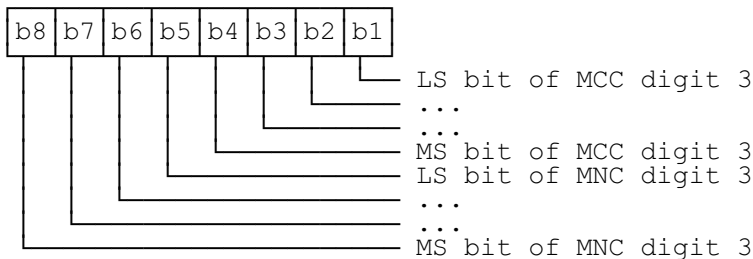 b8 b7 b6 b5 b4 b3 b2 b1
LS bit of MCC digit 3
...
...
MS bit of MCC digit 3
LS bit of MNC digit 3
...
...
MS bit of MNC digit 3